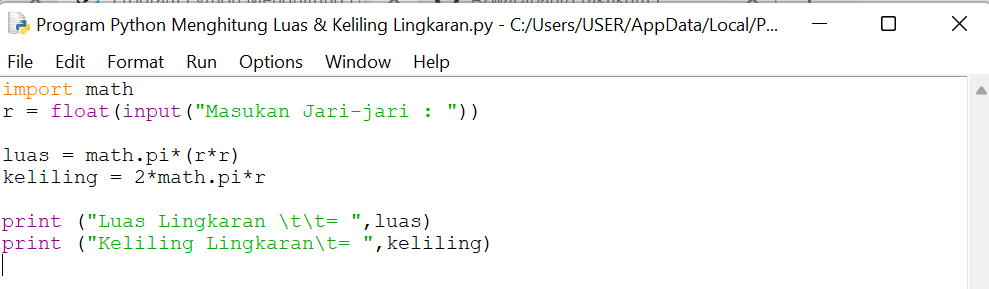 Program Python Menghitung Luas & Keliling Lingkaran.py - C:/Users/USER/AppData/Local/P...
File Edit Format Run Options Window Help
import math
r = float(input("Masukan Jari-jari : "))
luas = math.pi*(r*r)
keliling = 2*math.pi*r
print ("Luas Lingkaran \t\t= ",luas)
print ("Keliling Lingkaran\t= ",keliling)